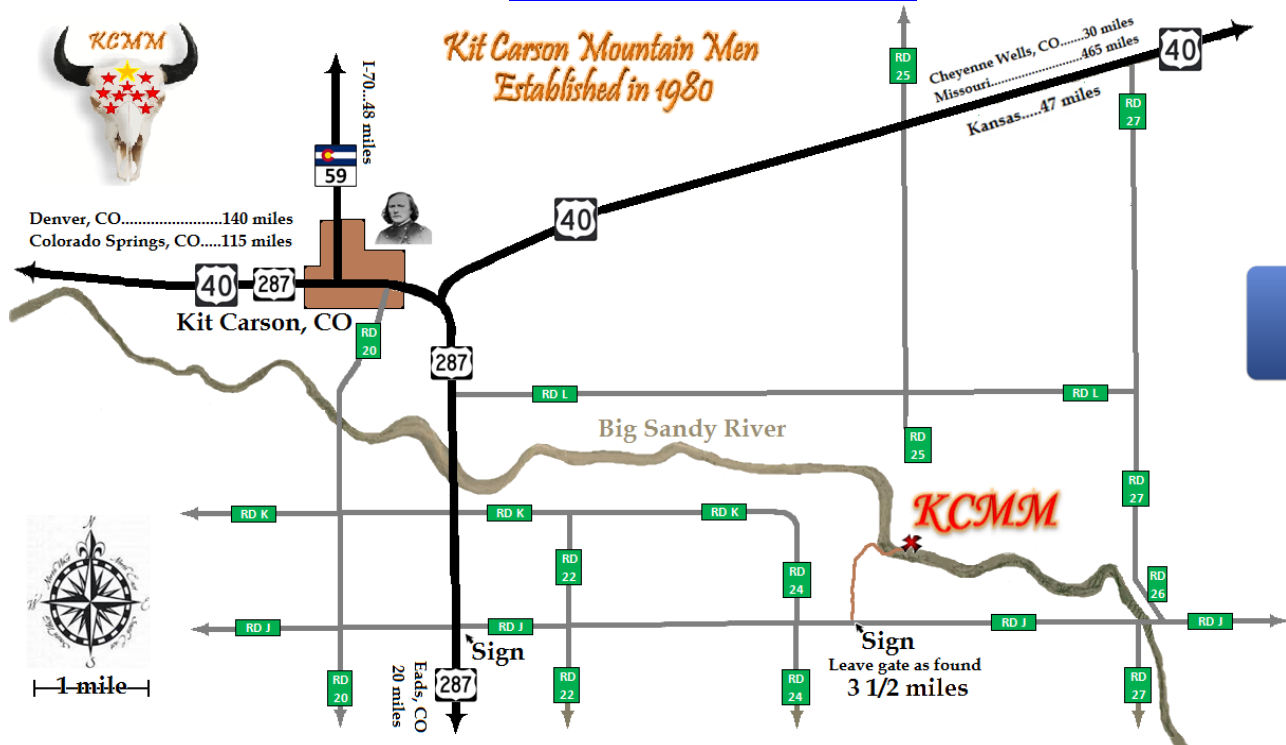 KCMM
Kit Carson Mountain Men
Established in 1980
I-70...48 miles
59
Denver, CO........................140 miles
Colorado Springs, CO.....115 miles
40
287
Kit Carson, CO
RD 20
40
287
Cheyenne Wells, CO......30 miles
Missouri......................465 miles
Kansas.....47 miles
40
RD 25
RD 27
RD L
RD L
Big Sandy River
RD 25
RD 27
KCMM
RD K
RD K
RD K
RD 22
RD 24
RD 26
RD J
RD J
RD J
RD J
Sign
Sign
Leave gate as found
3 1/2 miles
N
W
E
S
1 mile
RD 20
Eads, CO
20 miles
287
RD 22
RD 24
RD 27